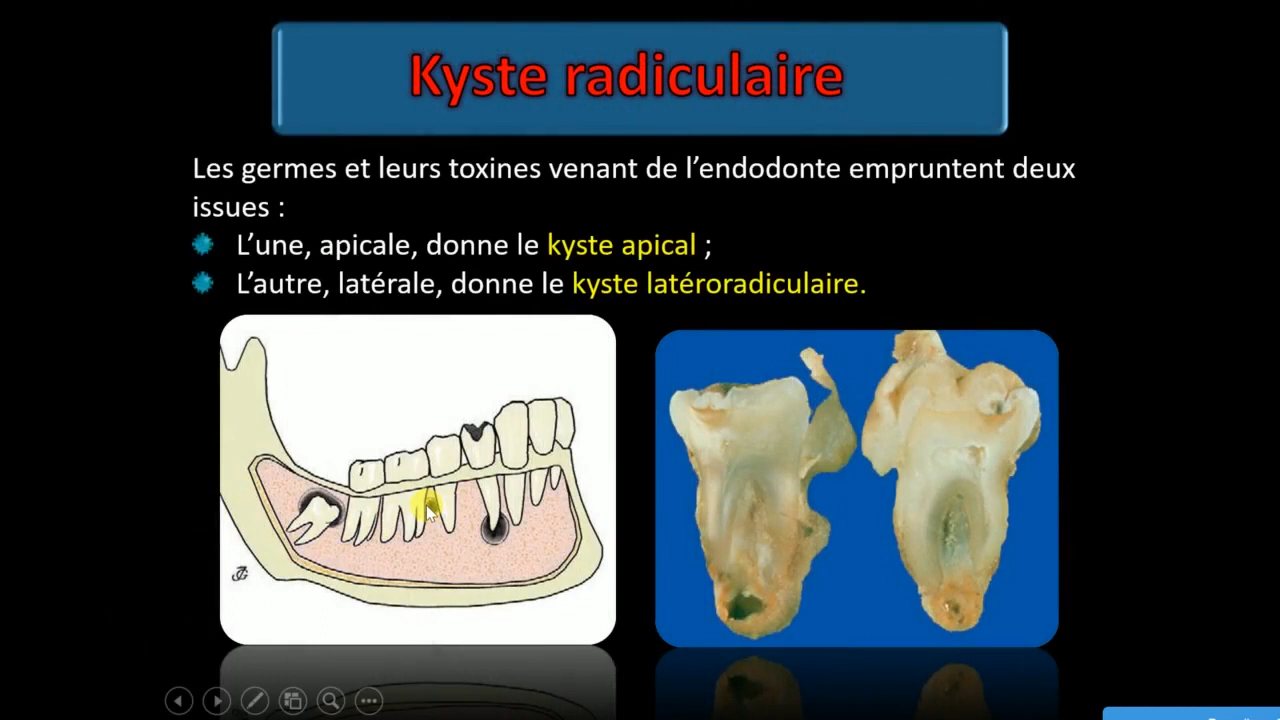 Kyste radiculaire
Les germes et leurs toxines venant de l’endodonte empruntent deux
issues :
L’une, apicale, donne le kyste apical ;
L’autre, latérale, donne le kyste latéroradiculaire.